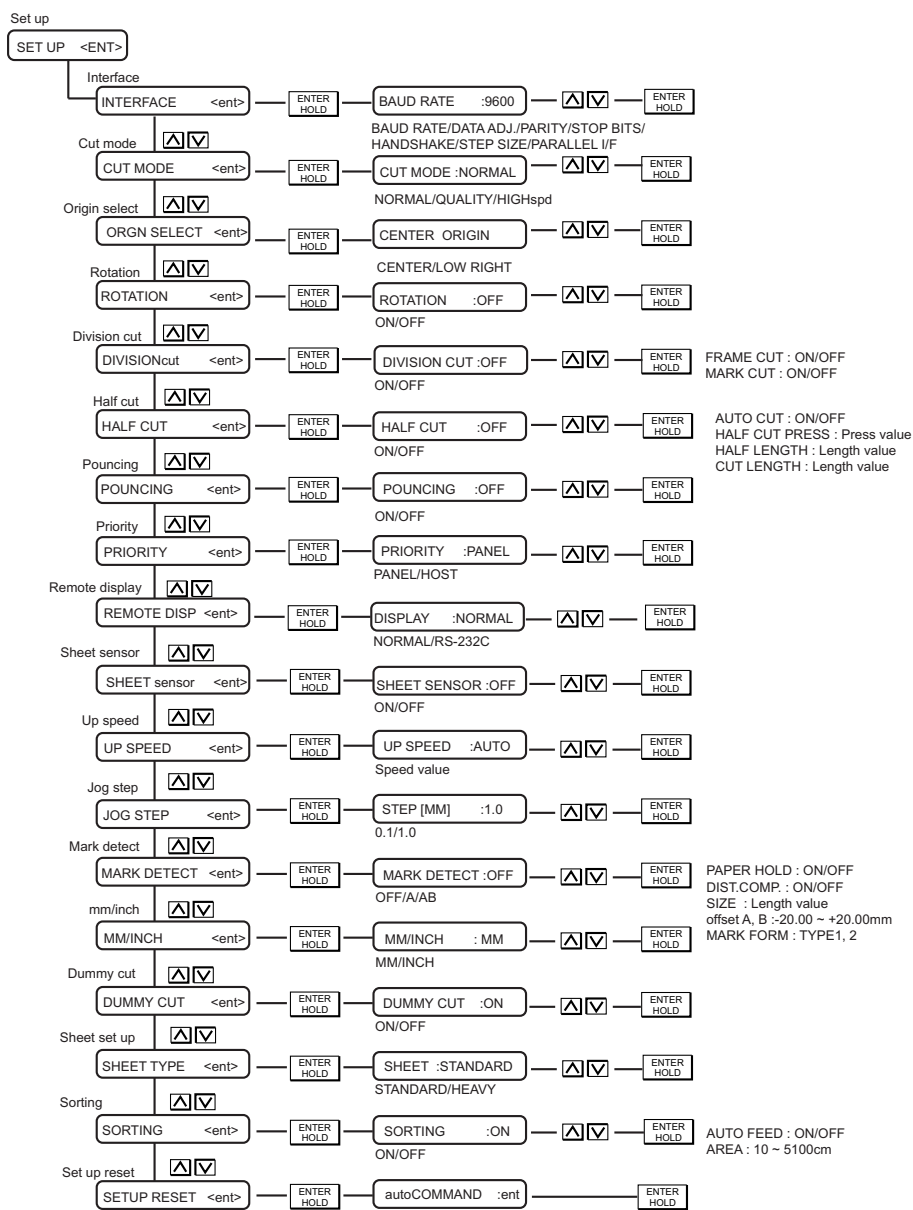 Set up
SET UP <ENT>
Interface
INTERFACE <ent>
ENTER
HOLD
BAUD RATE :9600
ENTER
HOLD
BAUD RATE/DATA ADJ./PARITY/STOP BITS/
HANDSHAKE/STEP SIZE/PARALLEL I/F
Cut mode
CUT MODE <ent>
ENTER
HOLD
CUT MODE :NORMAL
ENTER
HOLD
NORMAL/QUALITY/HIGHspd
Origin select
ORGN SELECT <ent>
ENTER
HOLD
CENTER ORIGIN
ENTER
HOLD
CENTER/LOW RIGHT
Rotation
ROTATION <ent>
ENTER
HOLD
ROTATION :OFF
ENTER
HOLD
ON/OFF
Division cut
DIVISIONcut <ent>
ENTER
HOLD
DIVISION CUT :OFF
ENTER
HOLD
FRAME CUT : ON/OFF
MARK CUT : ON/OFF
ON/OFF
Half cut
HALF CUT <ent>
ENTER
HOLD
HALF CUT :OFF
ENTER
HOLD
AUTO CUT : ON/OFF
HALF CUT PRESS : Press value
HALF LENGTH : Length value
CUT LENGTH : Length value
ON/OFF
Pouncing
POUNCING <ent>
ENTER
HOLD
POUNCING :OFF
ENTER
HOLD
ON/OFF
Priority
PRIORITY <ent>
ENTER
HOLD
PRIORITY :PANEL
ENTER
HOLD
PANEL/HOST
Remote display
REMOTE DISP <ent>
ENTER
HOLD
DISPLAY :NORMAL
ENTER
HOLD
NORMAL/RS-232C
Sheet sensor
SHEET sensor <ent>
ENTER
HOLD
SHEET SENSOR :OFF
ENTER
HOLD
ON/OFF
Up speed
UP SPEED <ent>
ENTER
HOLD
UP SPEED :AUTO
ENTER
HOLD
Speed value
Jog step
JOG STEP <ent>
ENTER
HOLD
STEP [MM] :1.0
ENTER
HOLD
0.1/1.0
Mark detect
MARK DETECT <ent>
ENTER
HOLD
MARK DETECT :OFF
ENTER
HOLD
PAPER HOLD : ON/OFF
DIST.COMP. : ON/OFF
SIZE : Length value
offset A, B :-20.00 ~ +20.00mm
MARK FORM : TYPE1, 2
OFF/A/AB
mm/inch
MM/INCH <ent>
ENTER
HOLD
MM/INCH : MM
ENTER
HOLD
MM/INCH
Dummy cut
DUMMY CUT <ent>
ENTER
HOLD
DUMMY CUT :ON
ENTER
HOLD
ON/OFF
Sheet set up
SHEET TYPE <ent>
ENTER
HOLD
SHEET :STANDARD
ENTER
HOLD
STANDARD/HEAVY
Sorting
SORTING <ent>
ENTER
HOLD
SORTING :ON
ENTER
HOLD
AUTO FEED : ON/OFF
AREA : 10 ~ 5100cm
ON/OFF
Set up reset
SETUP RESET <ent>
ENTER
HOLD
autoCOMMAND :ent
ENTER
HOLD